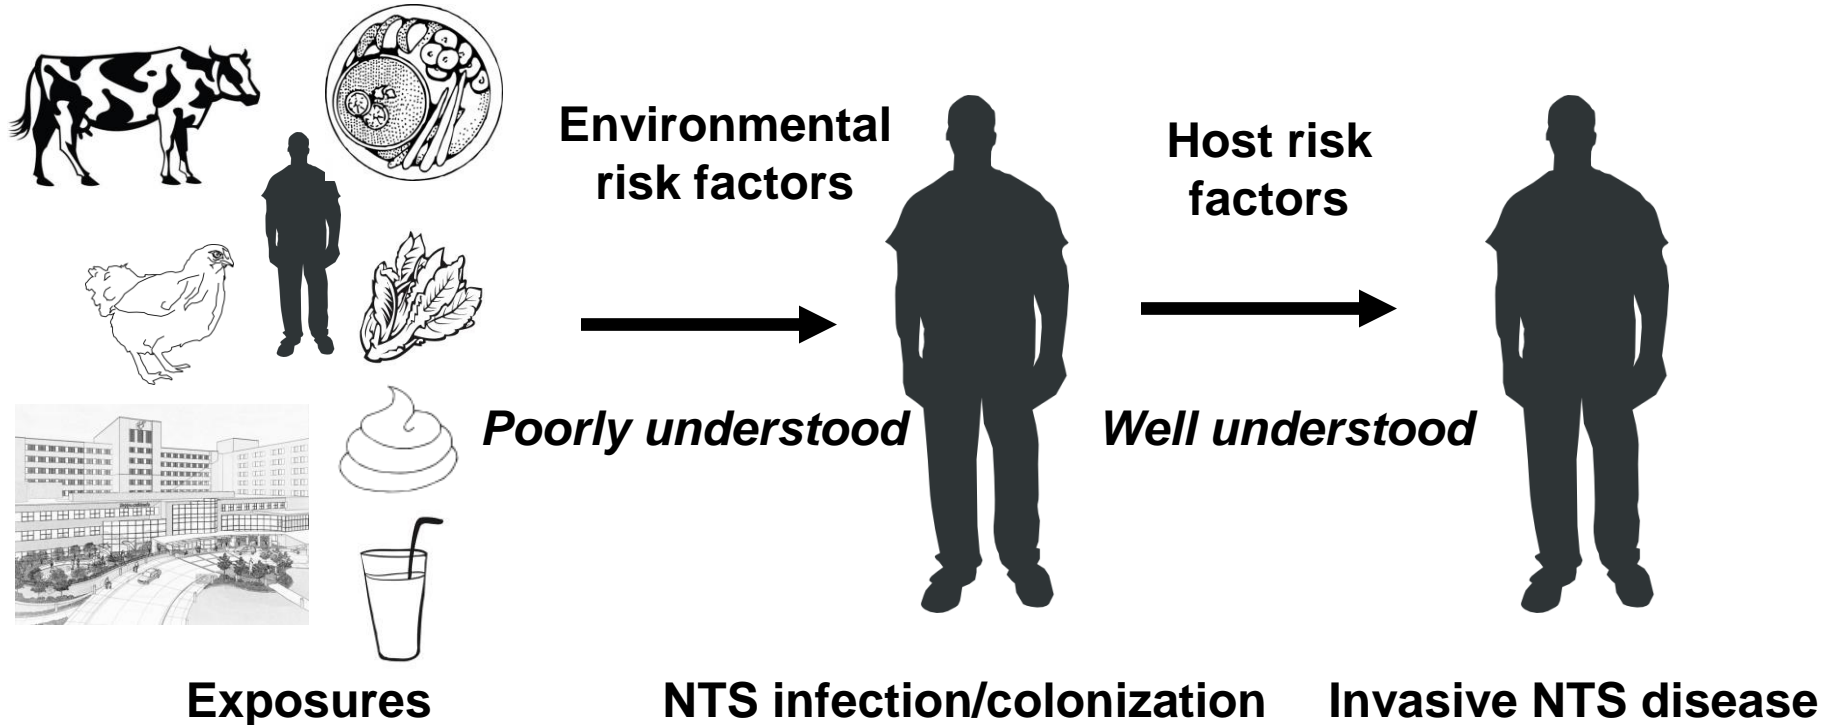 Environmental
risk factors
Host risk
factors
Poorly understood
Well understood
Exposures
NTS infection/colonization
Invasive NTS disease